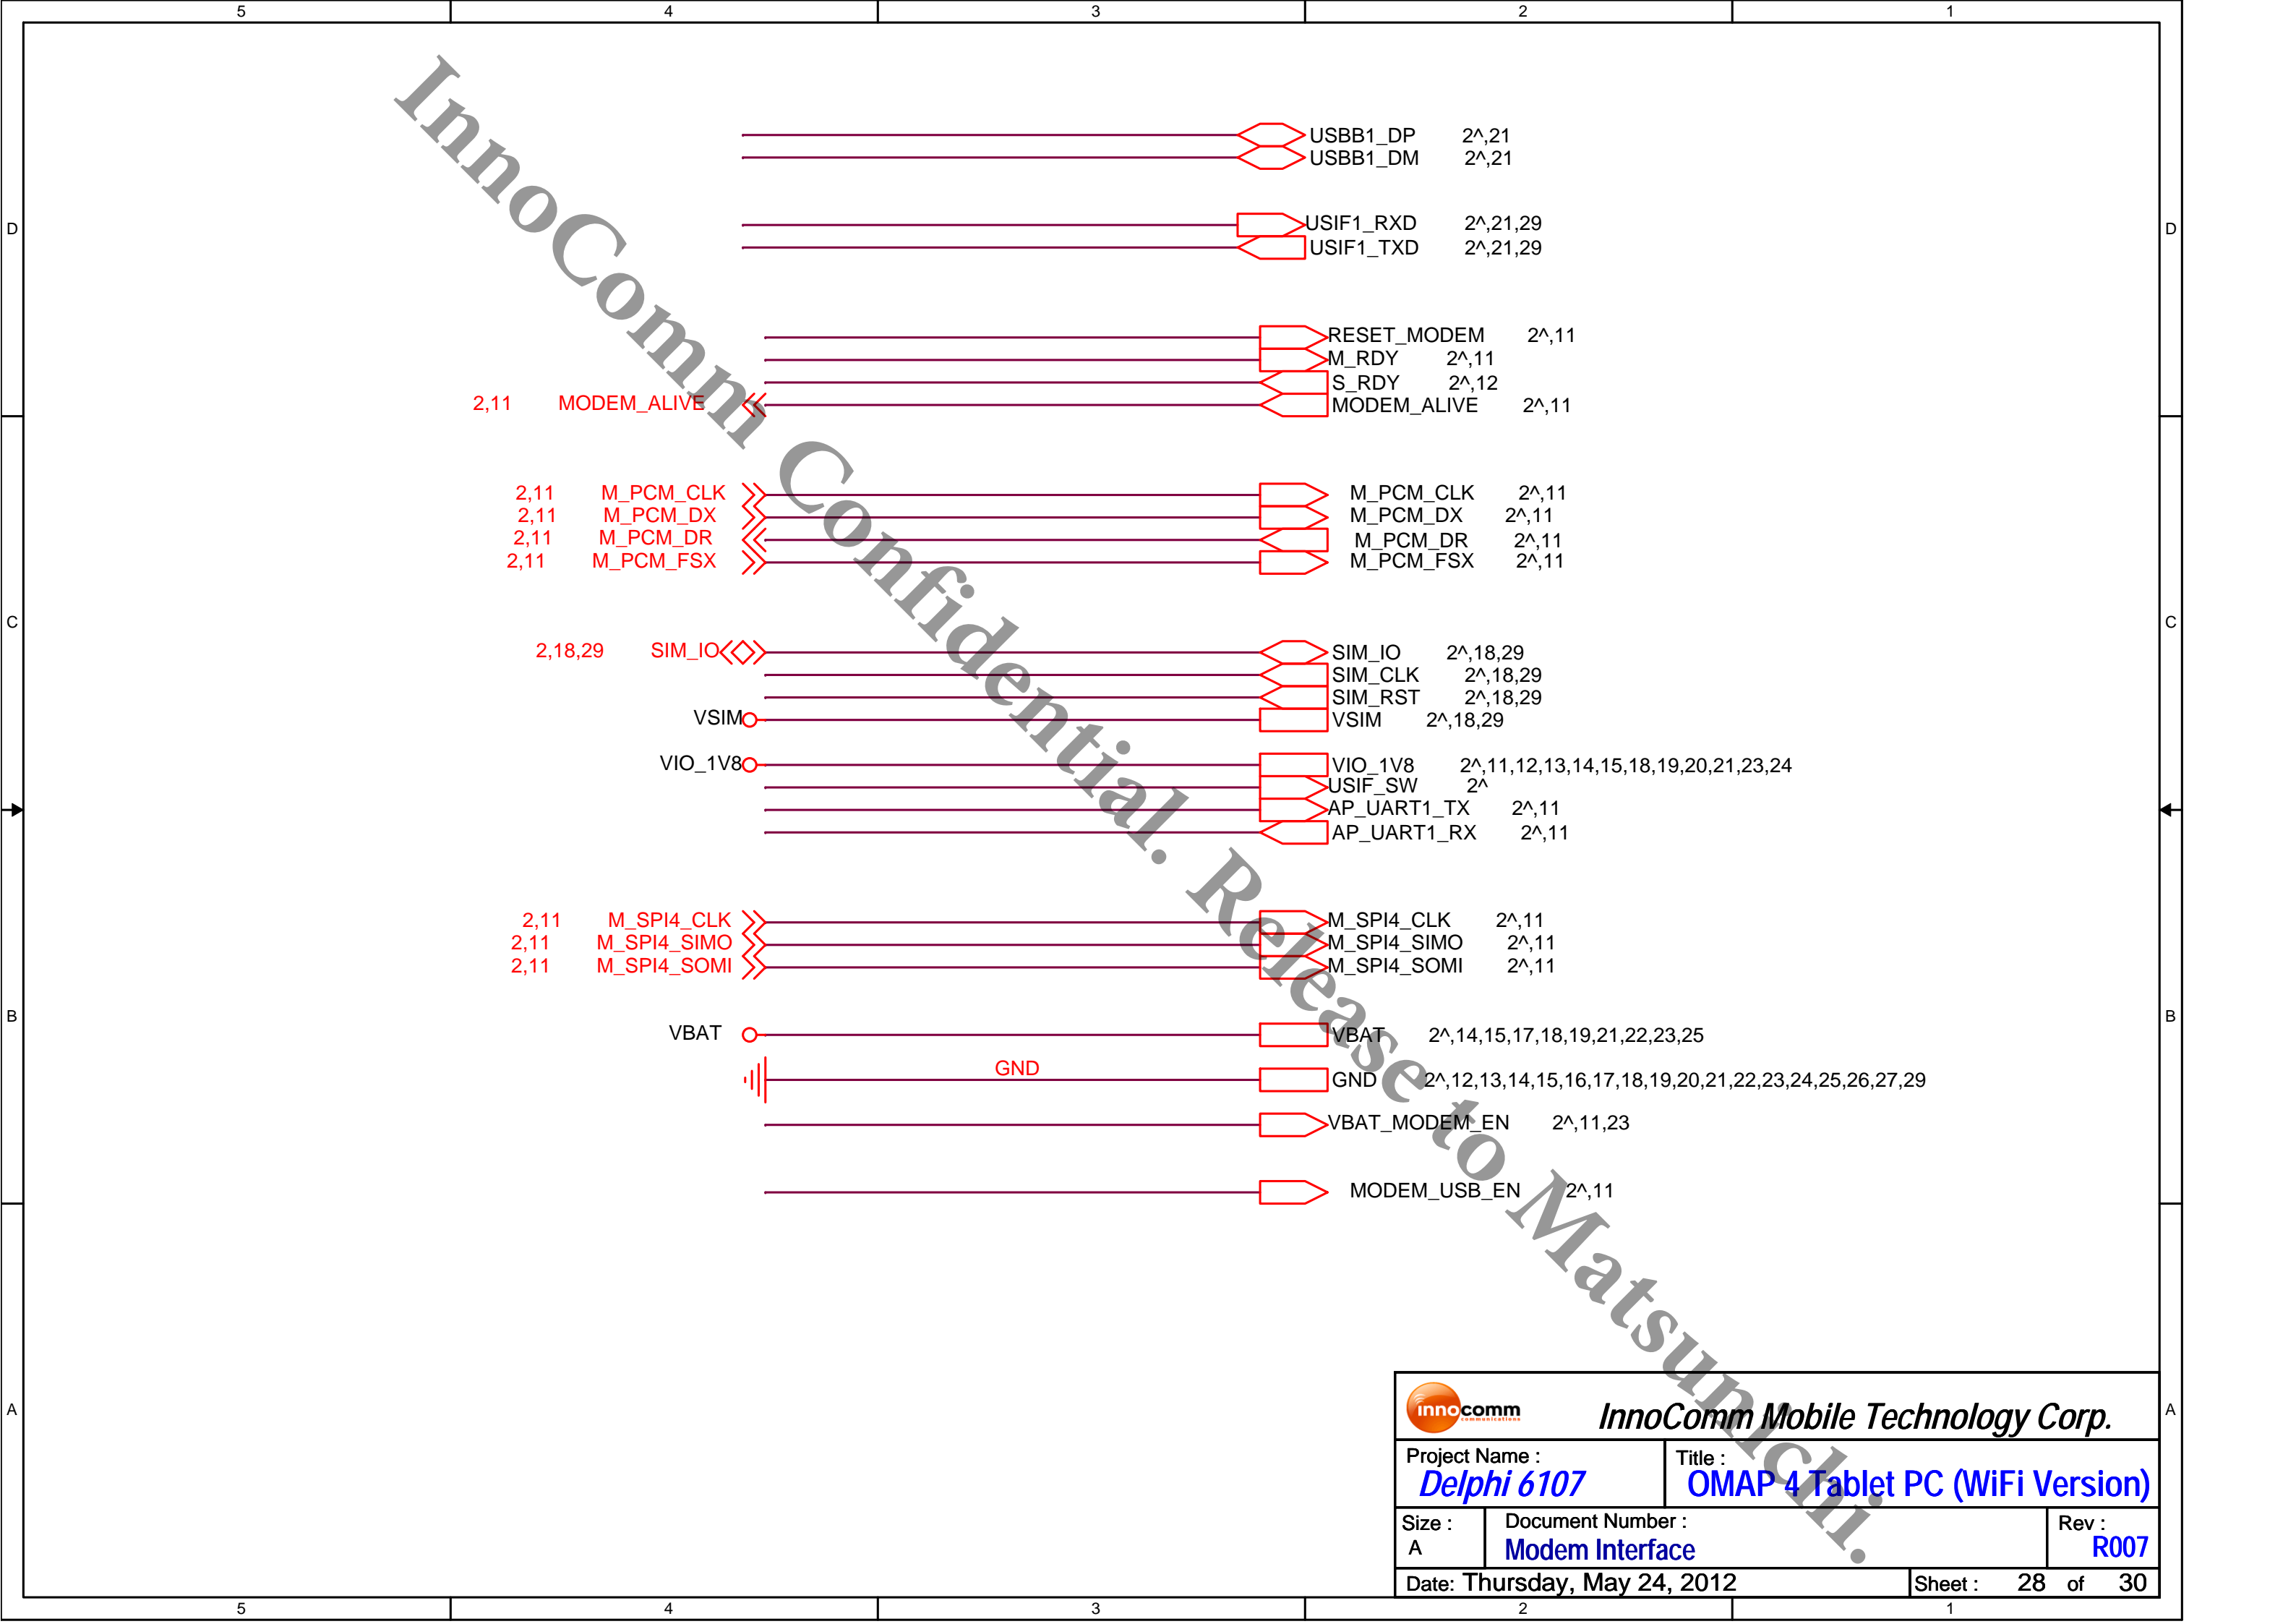 5 4 3 2 1
InnoComm Confidential. Release to Matsunichi.
USBB1_DP 2^,21
USBB1_DM 2^,21
D D
USIF1_RXD 2^,21,29
USIF1_TXD 2^,21,29
RESET_MODEM 2^,11
M_RDY 2^,11
S_RDY 2^,12
2,11 MODEM_ALIVE MODEM_ALIVE 2^,11
2,11 M_PCM_CLK M_PCM_CLK 2^,11
2,11 M_PCM_DX M_PCM_DX 2^,11
2,11 M_PCM_DR M_PCM_DR 2^,11
2,11 M_PCM_FSX M_PCM_FSX 2^,11
C C
2,18,29 SIM_IO SIM_IO 2^,18,29
SIM_CLK 2^,18,29
SIM_RST 2^,18,29
VSIM VSIM 2^,18,29
VIO_1V8 VIO_1V8 2^,11,12,13,14,15,18,19,20,21,23,24
USIF_SW 2^
AP_UART1_TX 2^,11
AP_UART1_RX 2^,11
2,11 M_SPI4_CLK M_SPI4_CLK 2^,11
2,11 M_SPI4_SIMO M_SPI4_SIMO 2^,11
2,11 M_SPI4_SOMI M_SPI4_SOMI 2^,11
B B
VBAT VBAT 2^,14,15,17,18,19,21,22,23,25
GND GND 2^,12,13,14,15,16,17,18,19,20,21,22,23,24,25,26,27,29
VBAT_MODEM_EN 2^,11,23
MODEM_USB_EN 2^,11
A A
innocomm
communications
InnoComm Mobile Technology Corp.
Project Name :
Delphi 6107
Title :
OMAP 4 Tablet PC (WiFi Version)
Size :
A
Document Number :
Modem Interface
Rev :
R007
Date: Thursday, May 24, 2012
Sheet : 28 of 30
5 4 3 2 1